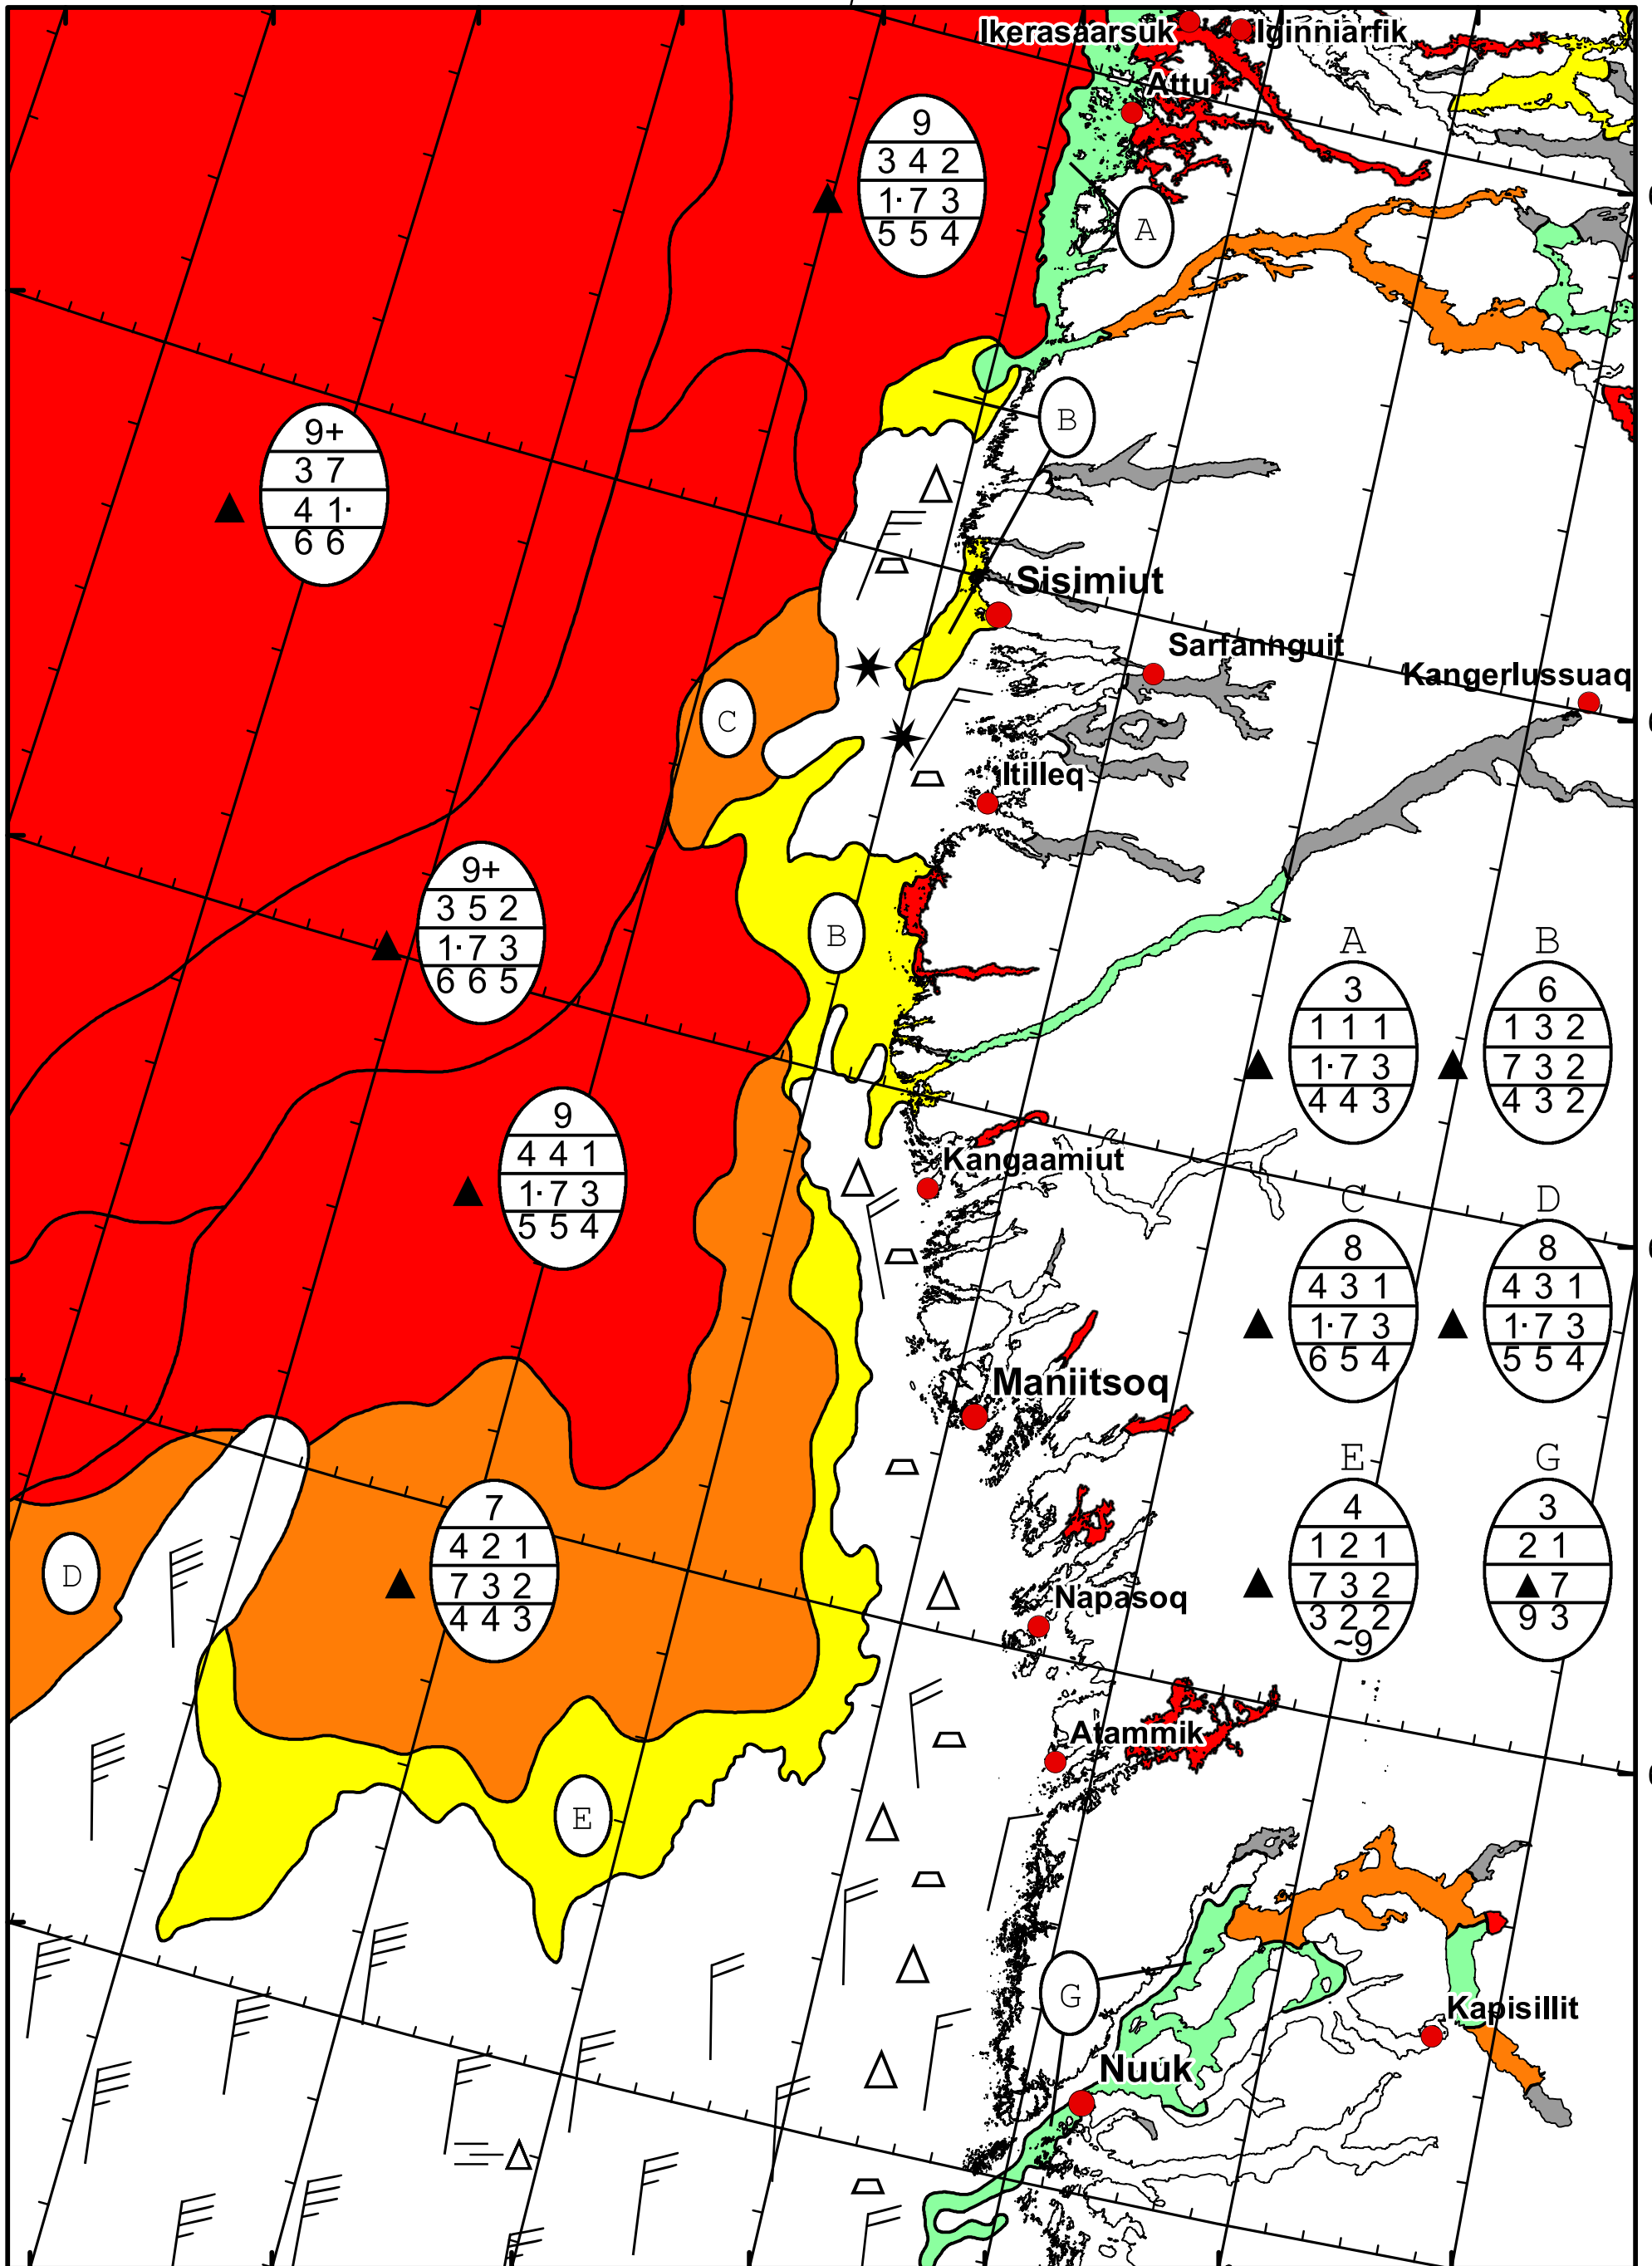 Ikerasaarsuk
Iginniarfik
Attu
9
3 4 2
1· 7 3
5 5 4
A
B
9+
3 7
4 1·
6 6
Sisimiut
Sarfannguit
Kangerlussuaq
C
Itilleq
9+
3 5 2
1· 7 3
6 6 5
B
A
3
1 1 1
1· 7 3
4 4 3
B
6
1 3 2
7 3 2
4 3 2
9
4 4 1
1· 7 3
5 5 4
Kangaamiut
C
8
4 3 1
1· 7 3
6 5 4
D
8
4 3 1
1· 7 3
5 5 4
Maniitsoq
D
7
4 2 1
7 3 2
4 4 3
Napasoq
E
4
1 2 1
7 3 2
3 2 2
~9
G
3
2 1
▲ 7
9 3
Atammik
E
G
Kapisillit
Nuuk